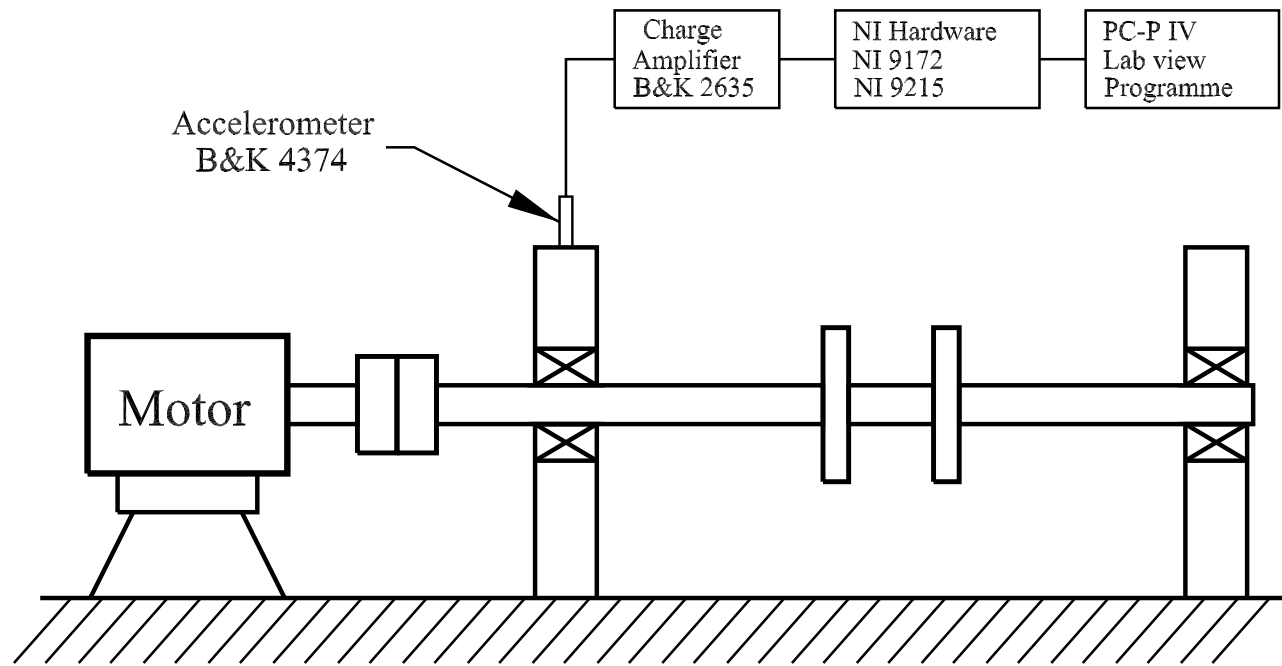 Charge
Amplifier
B&K 2635
NI Hardware
NI 9172
NI 9215
PC-P IV
Lab view
Programme
Accelerometer
B&K 4374
Motor